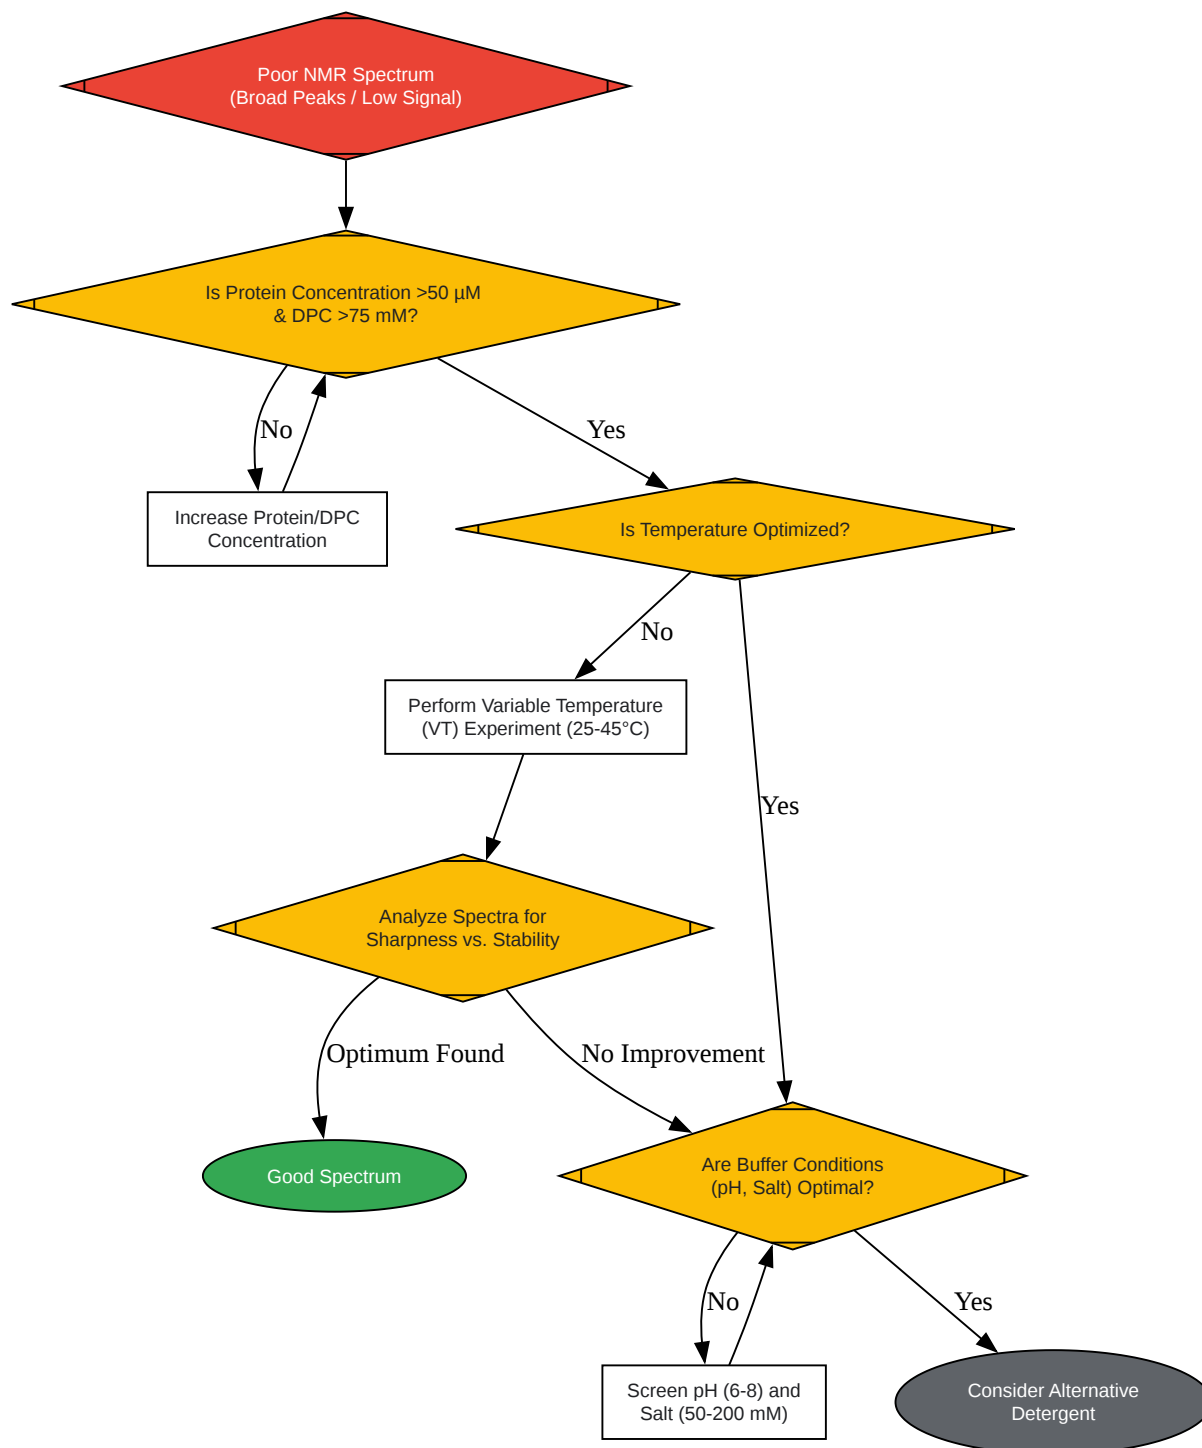 Poor NMR Spectrum
(Broad Peaks / Low Signal)
Is Protein Concentration >50 µM
& DPC >75 mM?
No
Yes
Increase Protein/DPC
Concentration
Is Temperature Optimized?
No
Perform Variable Temperature
(VT) Experiment (25-45°C)
Yes
Analyze Spectra for
Sharpness vs. Stability
Optimum Found
No Improvement
Good Spectrum
Are Buffer Conditions
(pH, Salt) Optimal?
No
Yes
Screen pH (6-8) and
Salt (50-200 mM)
Consider Alternative
Detergent